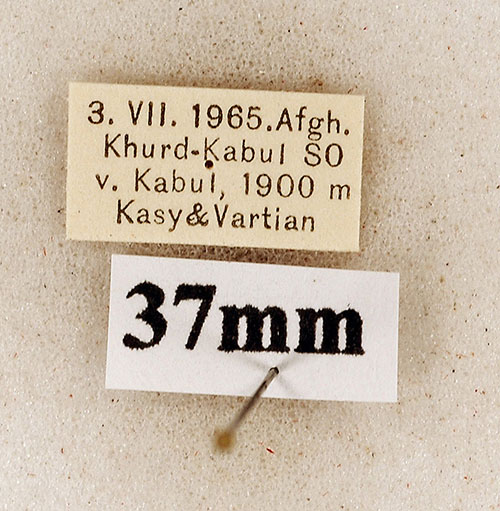 3. VII. 1965.Afgh.
Khurd-Kabul SO
v. Kabul, 1900 m
Kasy&Vartian
37mm